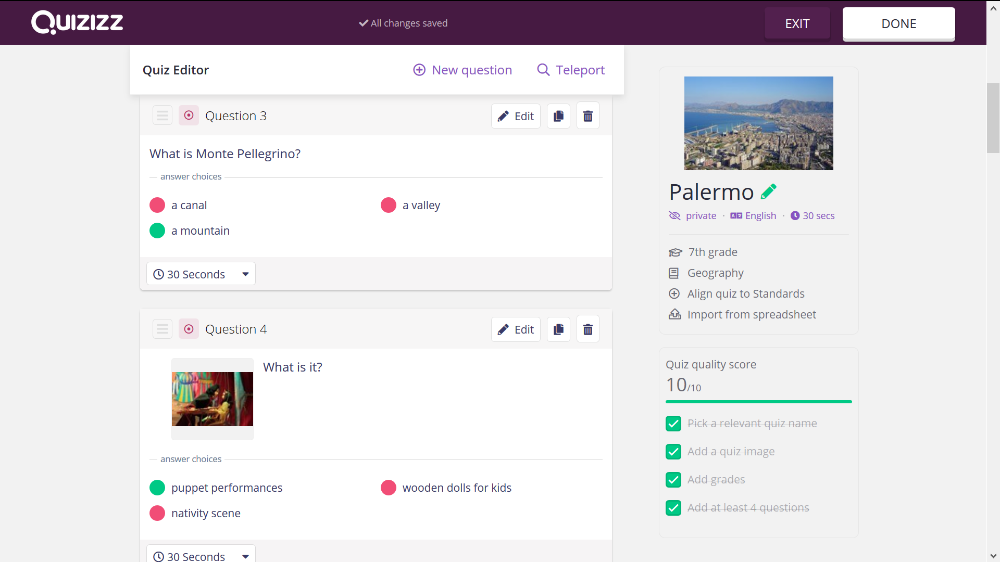 Quizizz
All changes saved
EXIT
DONE
Quiz Editor
New question
Teleport
Question 3
Edit
What is Monte Pellegrino?
answer choices
a canal
a valley
a mountain
30 Seconds
Question 4
Edit
What is it?
answer choices
puppet performances
wooden dolls for kids
nativity scene
30 Seconds
Palermo
private · English · 30 secs
7th grade
Geography
Align quiz to Standards
Import from spreadsheet
Quiz quality score
10/10
Pick a relevant quiz name
Add a quiz image
Add grades
Add at least 4 questions